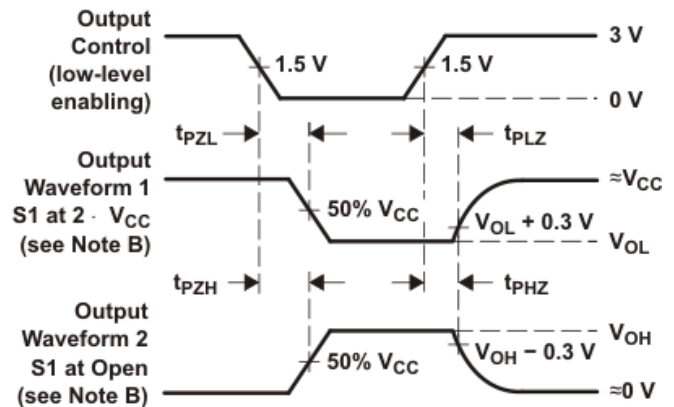 Output
Control
(low-level
enabling)
3 V
1.5 V
1.5 V
0 V
tPZL
tPLZ
Output
Waveform 1
S1 at 2 · VCC
(see Note B)
≈VCC
50% VCC
VOL + 0.3 V
VOL
tPZH
tPHZ
Output
Waveform 2
S1 at Open
(see Note B)
VOH
50% VCC
VOH − 0.3 V
≈0 V